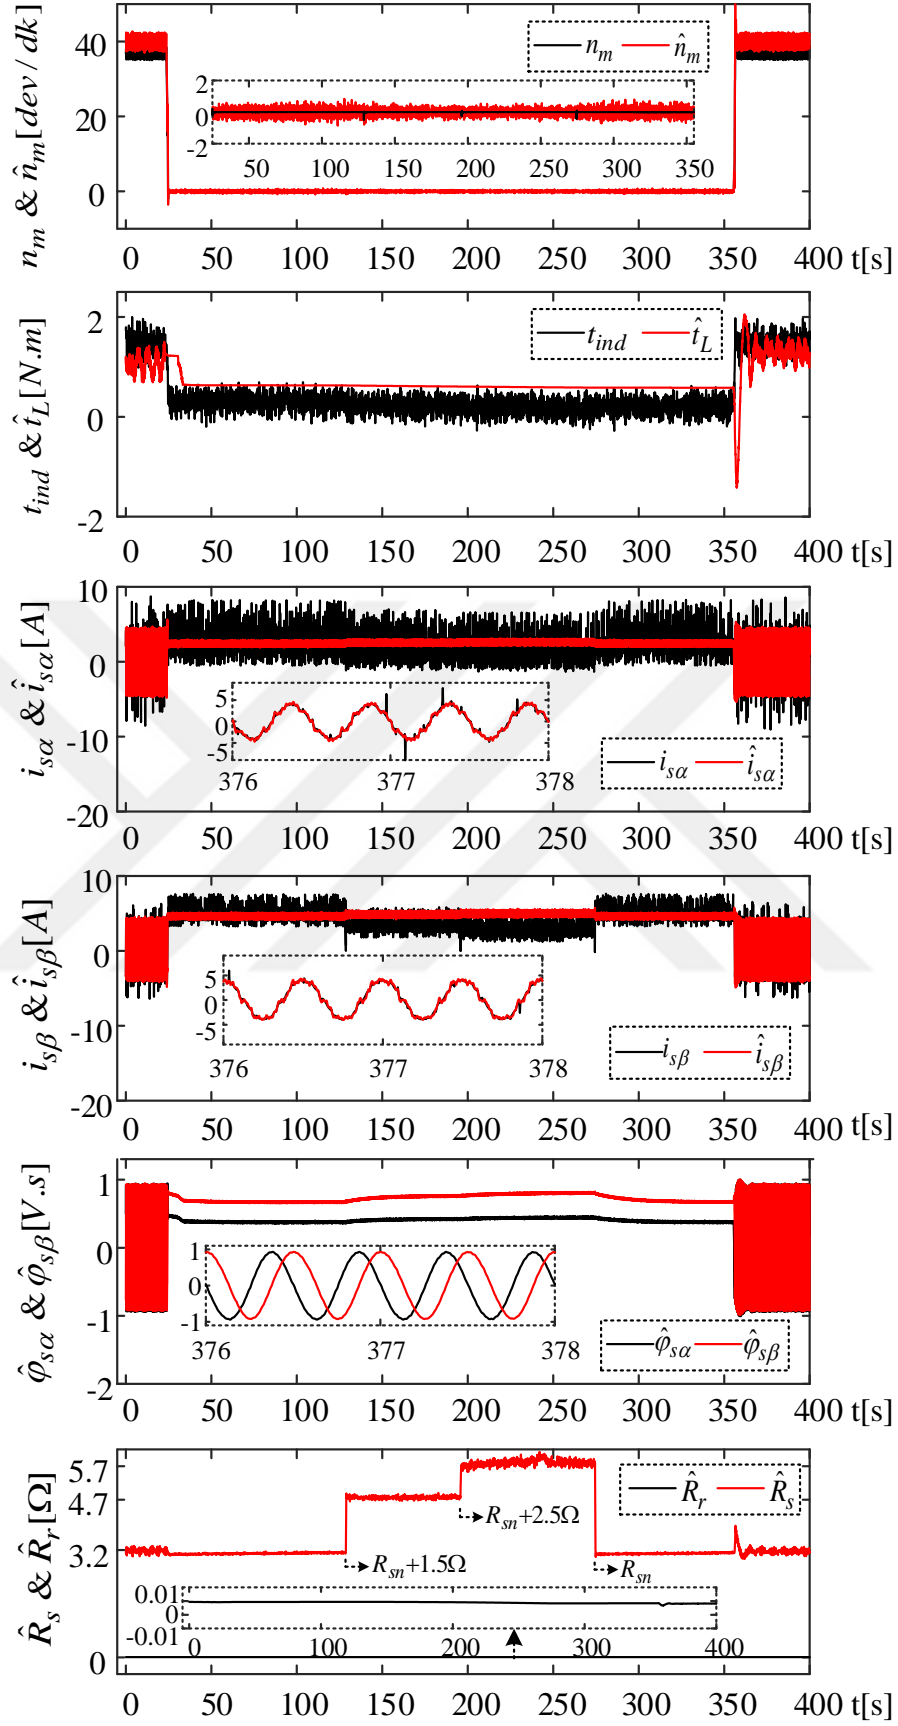 n_m & n̂_m[dev/dk]
40
20
0
n_m n̂_m
2
0
-2
50 100 150 200 250 300 350
0 50 100 150 200 250 300 350 400 t[s]
t_ind & t̂_L[N.m]
2
0
-2
t_ind t̂_L
0 50 100 150 200 250 300 350 400 t[s]
i_sα & î_sα[A]
10
0
-10
-20
5
0
-5
376 377 378
i_sα î_sα
0 50 100 150 200 250 300 350 400 t[s]
i_sβ & î_sβ[A]
10
0
-10
-20
5
0
-5
376 377 378
i_sβ î_sβ
0 50 100 150 200 250 300 350 400 t[s]
φ̂_sα & φ̂_sβ[V.s]
1
0
-1
-2
1
0
-1
376 377 378
φ̂_sα φ̂_sβ
0 50 100 150 200 250 300 350 400 t[s]
R̂_s & R̂_r[Ω]
5.7
4.7
3.2
0
R̂_r R̂_s
R_sn+2.5Ω
R_sn+1.5Ω
R_sn
0.01
0
-0.01
0 100 200 300 400
0 50 100 150 200 250 300 350 400 t[s]